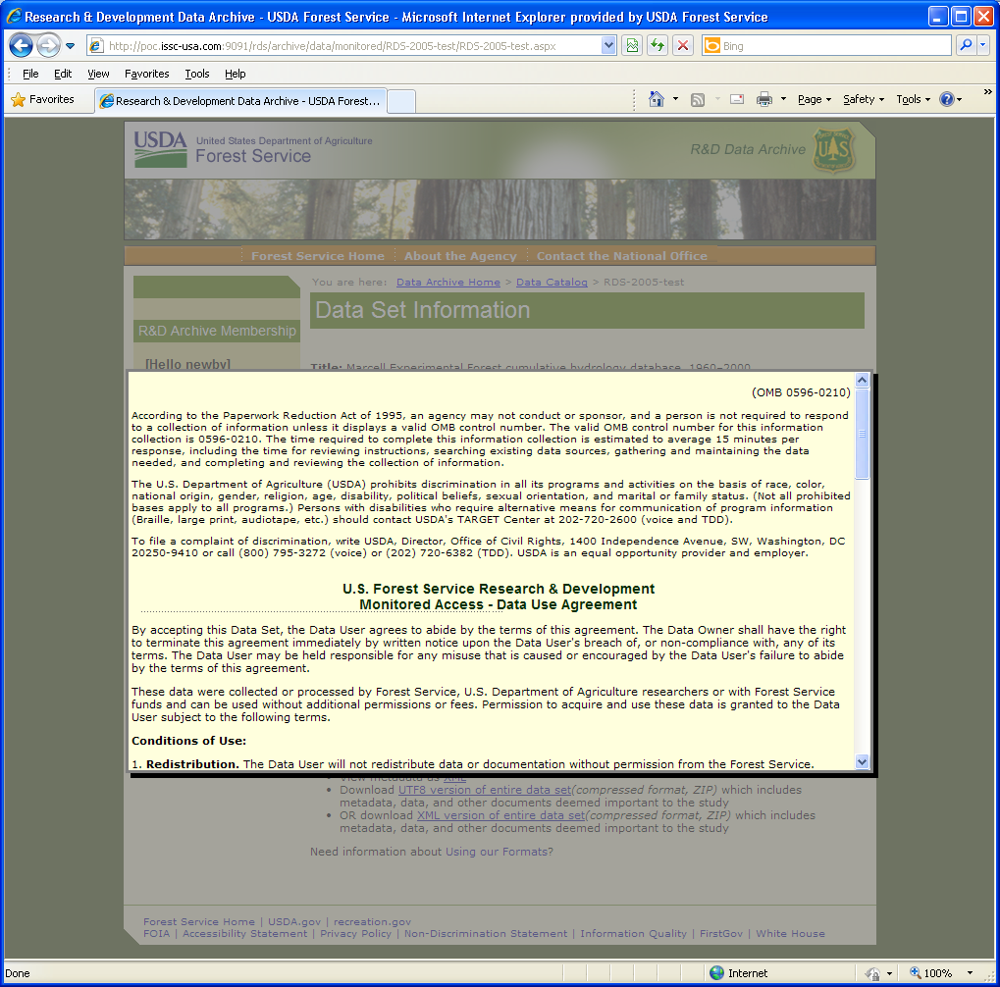 Research & Development Data Archive - USDA Forest Service - Microsoft Internet Explorer provided by USDA Forest Service
http://poc.issc-usa.com:9091/rds/archive/data/monitored/RDS-2005-test/RDS-2005-test.aspx
Bing
File Edit View Favorites Tools Help
Favorites
Research & Development Data Archive - USDA Forest...
Page Safety Tools
USDA
United States Department of Agriculture
Forest Service
R&D Data Archive
UAS
Forest Service Home
About the Agency
Contact the National Office
You are here: Data Archive Home > Data Catalog > RDS-2005-test
Data Set Information
R&D Archive Membership
[Hello newby]
Title: Marcell Experimental Forest cumulative hydrology database, 1960–2000
(OMB 0596-0210)
According to the Paperwork Reduction Act of 1995, an agency may not conduct or sponsor, and a person is not required to respond
to a collection of information unless it displays a valid OMB control number. The valid OMB control number for this information
collection is 0596-0210. The time required to complete this information collection is estimated to average 15 minutes per
response, including the time for reviewing instructions, searching existing data sources, gathering and maintaining the data
needed, and completing and reviewing the collection of information.
The U.S. Department of Agriculture (USDA) prohibits discrimination in all its programs and activities on the basis of race, color,
national origin, gender, religion, age, disability, political beliefs, sexual orientation, and marital or family status. (Not all prohibited
bases apply to all programs.) Persons with disabilities who require alternative means for communication of program information
(Braille, large print, audiotape, etc.) should contact USDA's TARGET Center at 202-720-2600 (voice and TDD).
To file a complaint of discrimination, write USDA, Director, Office of Civil Rights, 1400 Independence Avenue, SW, Washington, DC
20250-9410 or call (800) 795-3272 (voice) or (202) 720-6382 (TDD). USDA is an equal opportunity provider and employer.
U.S. Forest Service Research & Development
Monitored Access - Data Use Agreement
By accepting this Data Set, the Data User agrees to abide by the terms of this agreement. The Data Owner shall have the right
to terminate this agreement immediately by written notice upon the Data User's breach of, or non-compliance with, any of its
terms. The Data User may be held responsible for any misuse that is caused or encouraged by the Data User's failure to abide
by the terms of this agreement.
These data were collected or processed by Forest Service, U.S. Department of Agriculture researchers or with Forest Service
funds and can be used without additional permissions or fees. Permission to acquire and use these data is granted to the Data
User subject to the following terms.
Conditions of Use:
1. Redistribution. The Data User will not redistribute data or documentation without permission from the Forest Service.
View metadata as XML
Download UTF8 version of entire data set(compressed format, ZIP) which includes
metadata, data, and other documents deemed important to the study
OR download XML version of entire data set(compressed format, ZIP) which includes
metadata, data, and other documents deemed important to the study
Need information about Using our Formats?
Forest Service Home | USDA.gov | recreation.gov
FOIA | Accessibility Statement | Privacy Policy | Non-Discrimination Statement | Information Quality | FirstGov | White House
Done
Internet
100%